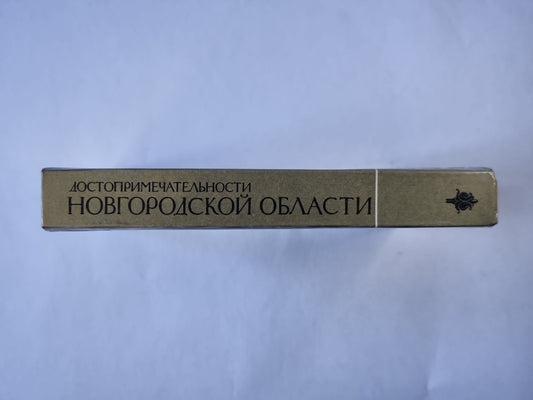 ДОСТОПРИМЕЧАТЕЛЬНОСТИ
НОВГОРОДСКОЙ ОБЛАСТИ